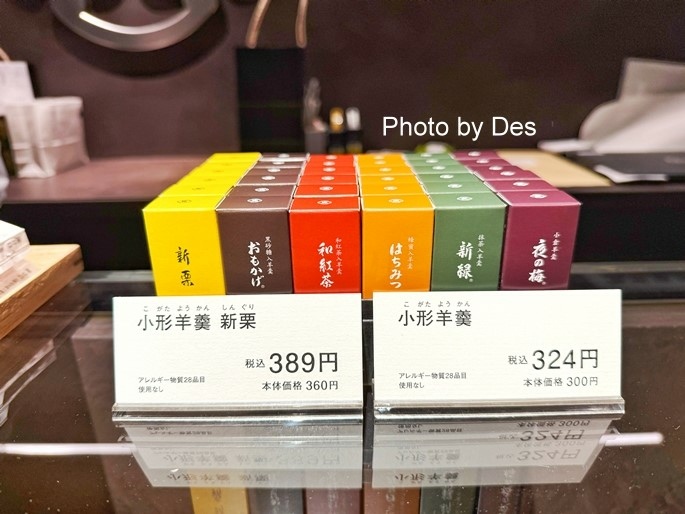 Photo by Des
新栗
黒砂糖入羊羹
おもかげ
和紅茶入羊羹
和紅茶
蜂蜜入羊羹
はちみつ
抹茶入羊羹
新緑
小倉羊羹
夜の梅
こがたようかん しんぐり
小形羊羹 新栗
税込 389円
アレルギー物質28品目
使用なし
本体価格 360円
こがたようかん
小形羊羹
税込 324円
アレルギー物質28品目
使用なし
本体価格 300円